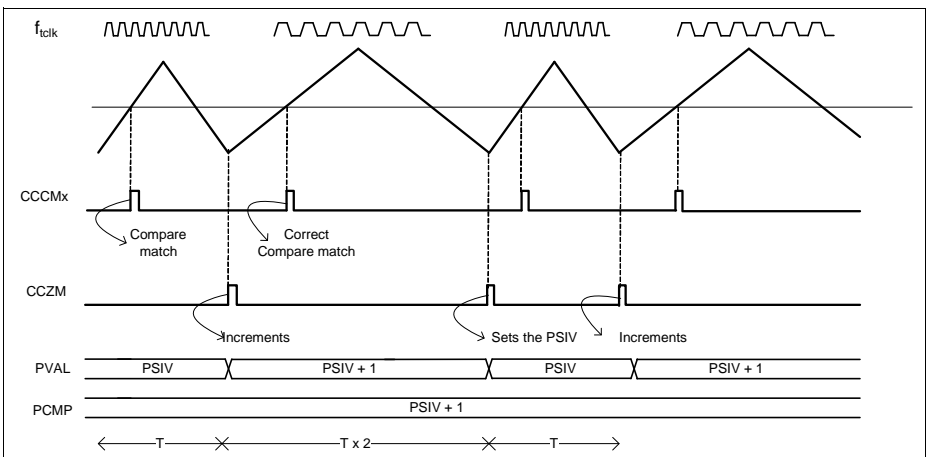 ftclk
CCCMx
Compare
match
Correct
Compare match
CCZM
Increments
Sets the PSIV
Increments
PVAL
PSIV
PSIV + 1
PSIV
PSIV + 1
PCMP
PSIV + 1
T
T x 2
T